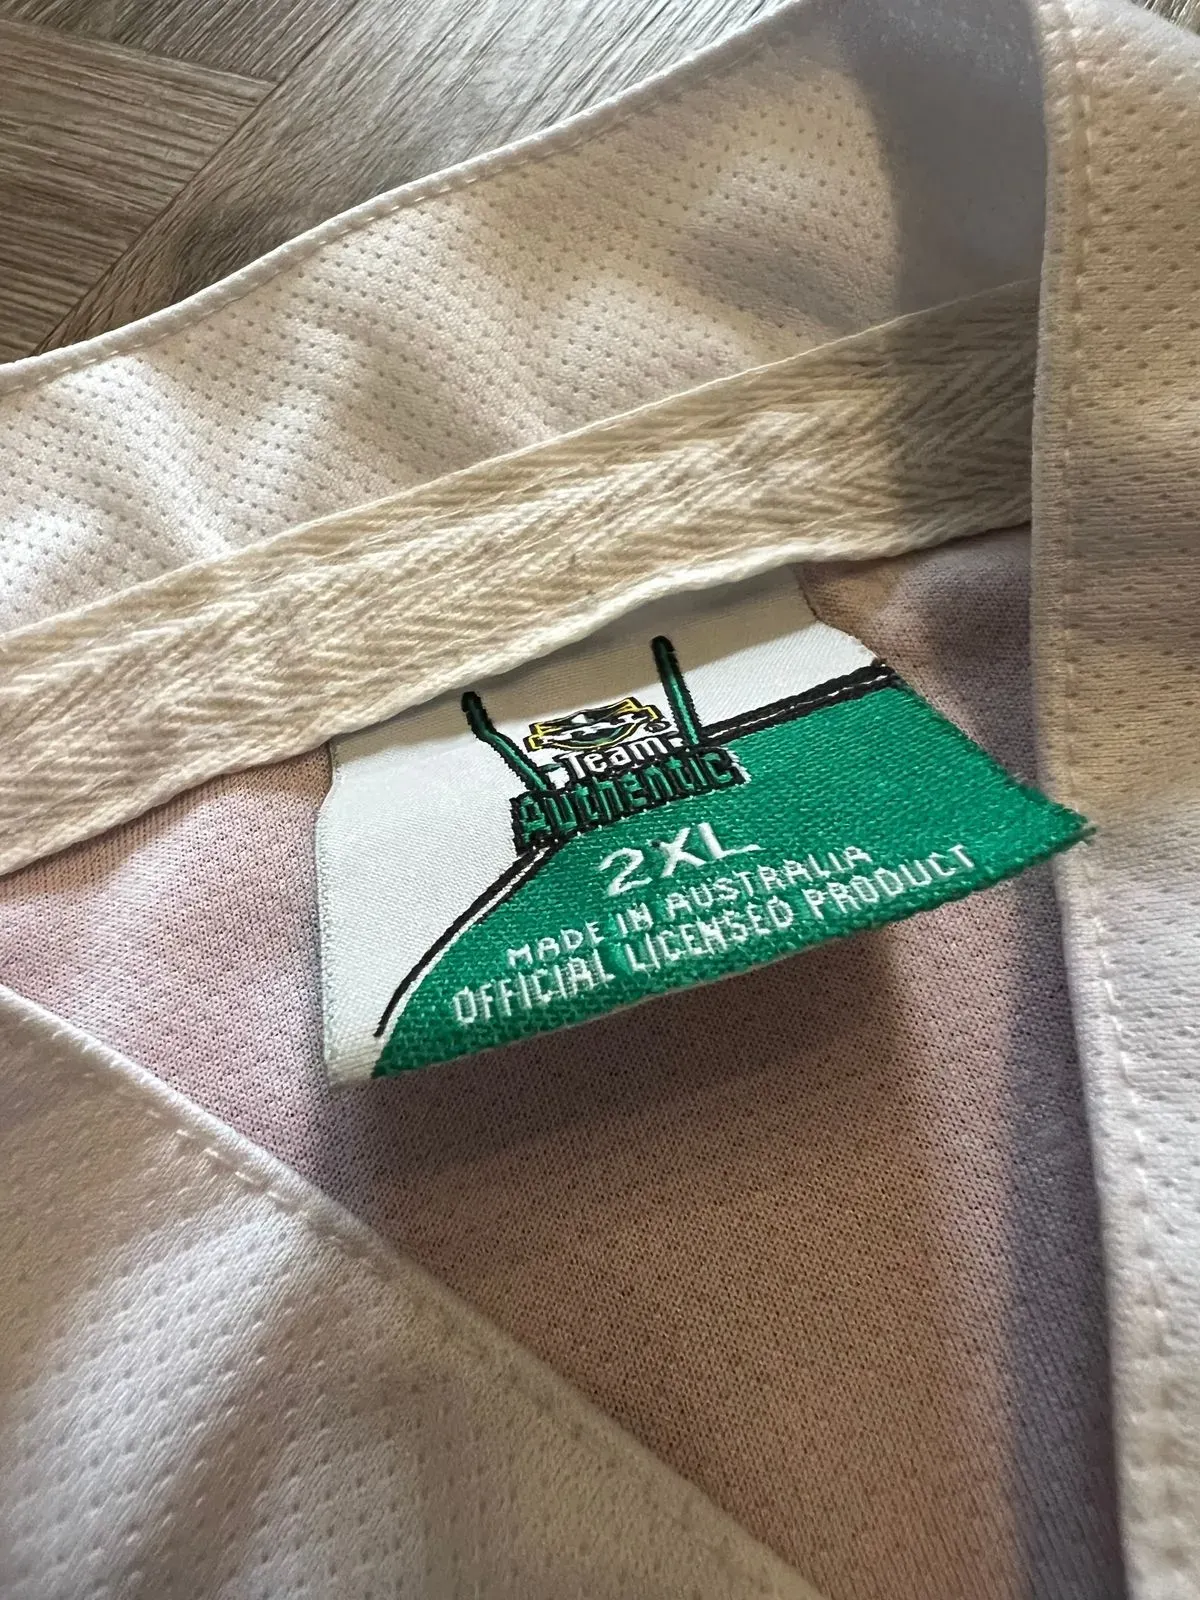 Team
Authentic
2XL
MADE IN AUSTRALIA
OFFICIAL LICENSED PRODUCT